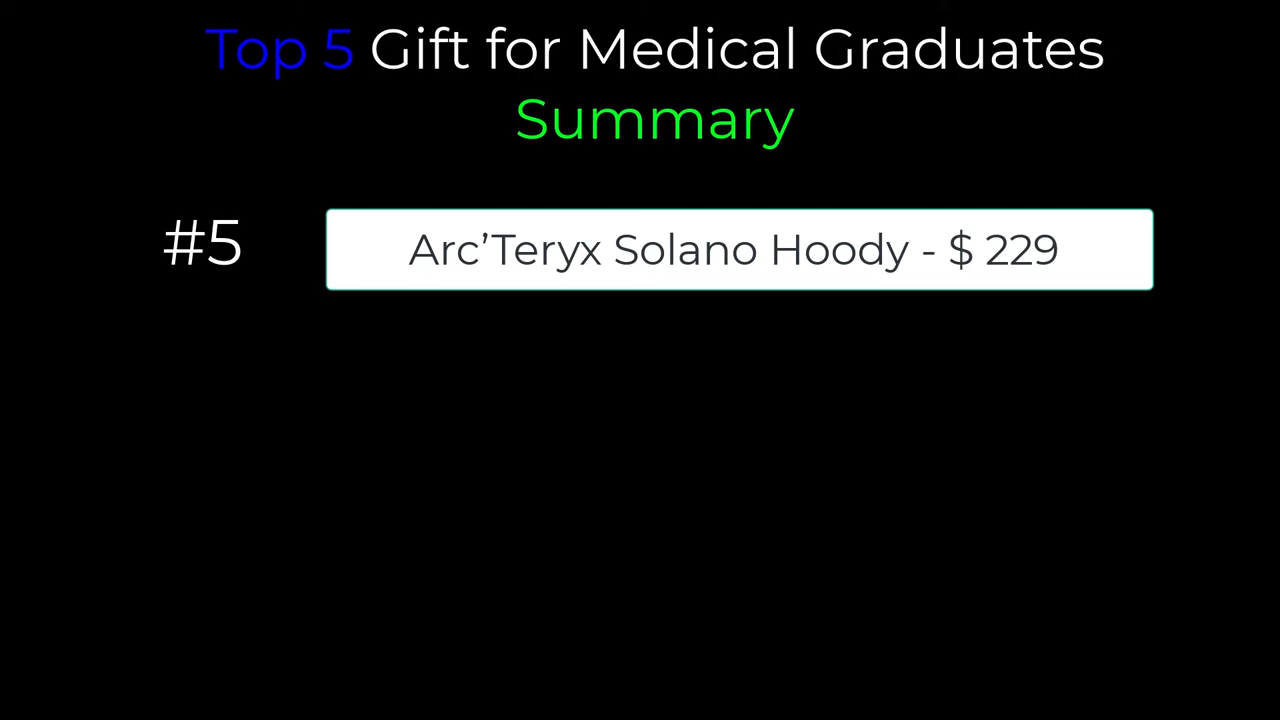 Top 5 Gift for Medical Graduates
Summary
#5
Arc’Teryx Solano Hoody - $ 229